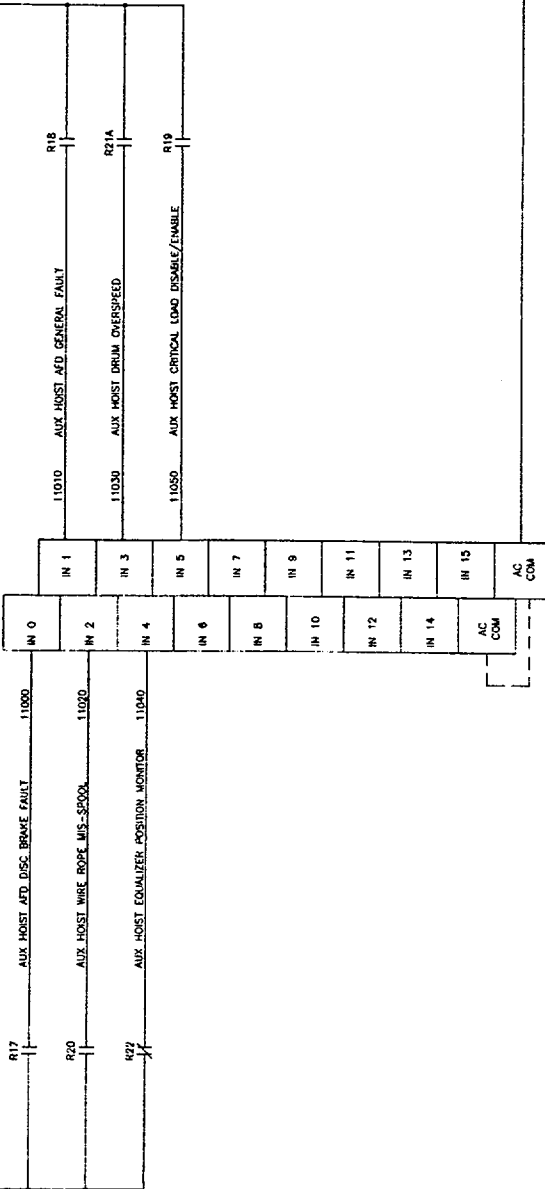 R18
11010 AUX HOIST AFD GENERAL FAULT
R21A
11030 AUX HOIST DRUM OVERSPEED
R19
11050 AUX HOIST CRITICAL LOAD DISABLE/ENABLE
IN 1
IN 3
IN 5
IN 7
IN 9
IN 11
IN 13
IN 15
AC COM
IN 0
IN 2
IN 4
IN 6
IN 8
IN 10
IN 12
IN 14
AC COM
R17
AUX HOIST AFD DISC BRAKE FAULT 11000
R20
AUX HOIST WIRE ROPE MIS-SPOOL 11020
R22
AUX HOIST EQUALIZER POSITION MONITOR 11040